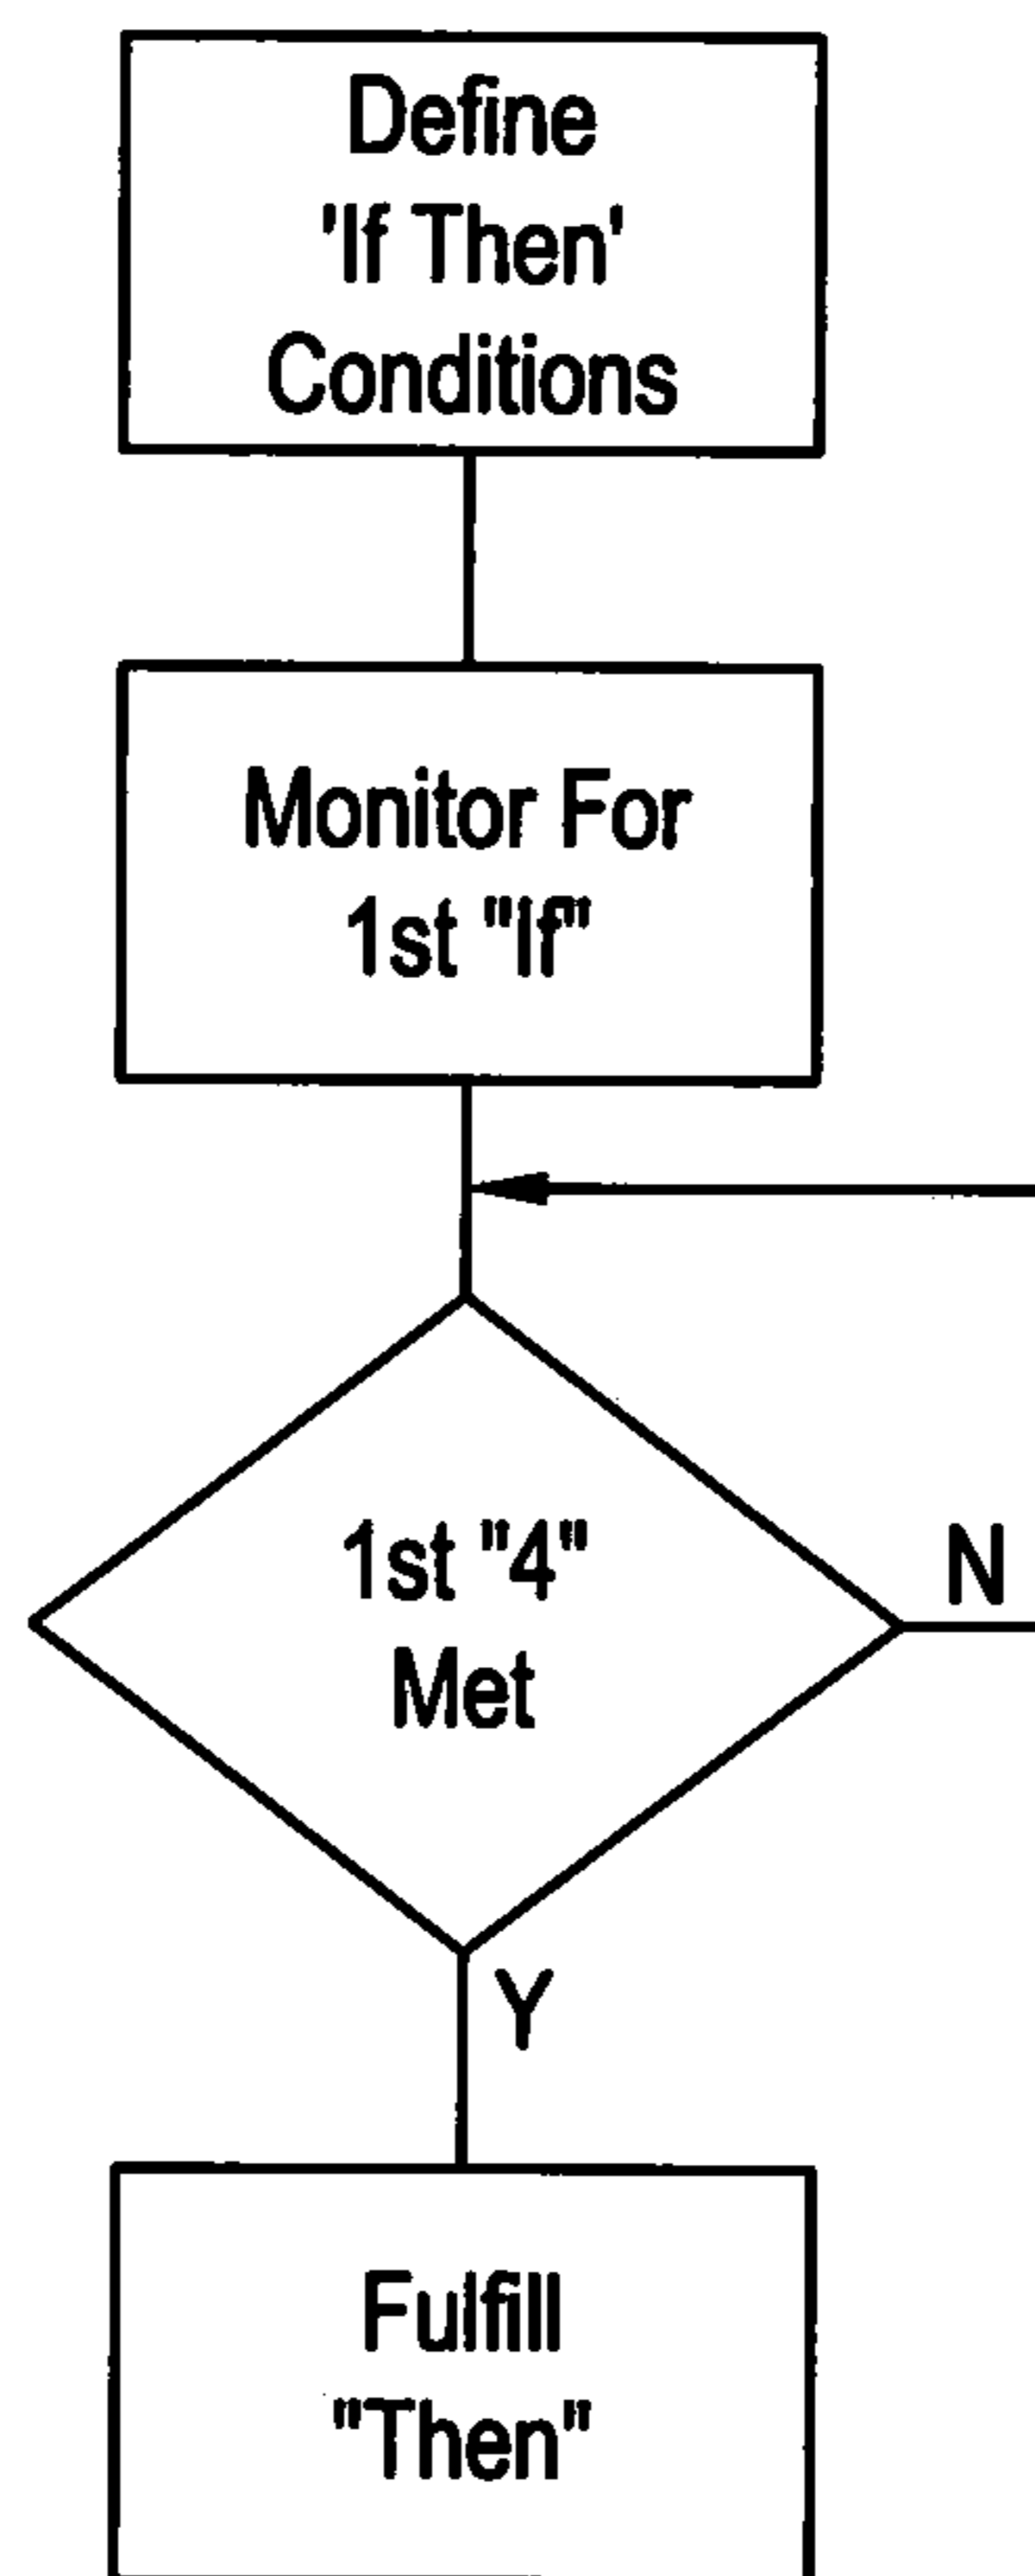 Define
'If Then'
Conditions
Monitor For
1st "If"
1st "4"
Met
N
Y
Fulfill
"Then"